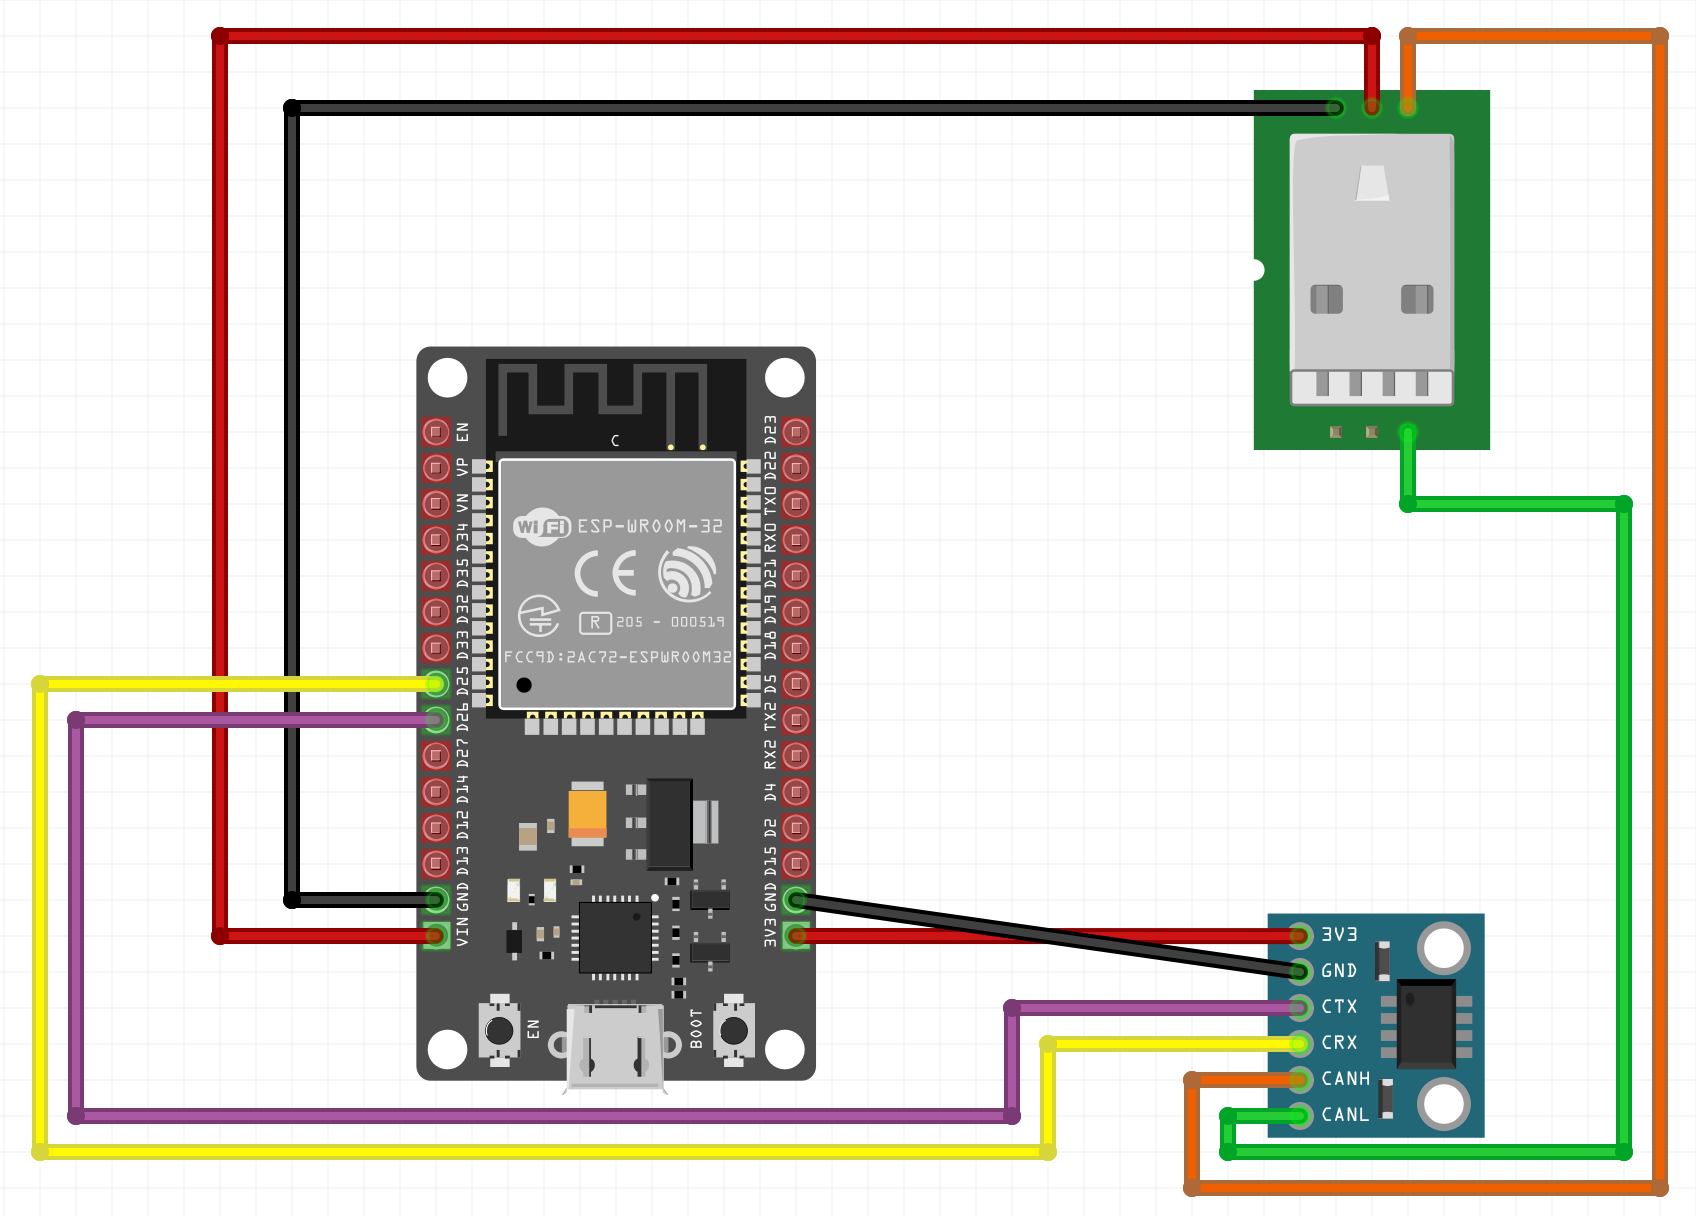 C
EN
VP
VN
D34
D35
D32
D33
D25
D26
D27
D14
D12
D13
GND
VIN
D23
D22
TX0
RX0
D21
D19
D18
D5
TX2
RX2
D4
D2
D15
GND
3V3
Wi Fi ESP-WROOM-32
CE
R 205 - 000519
FCC9D:2AC72-ESPWROOM32
EN
BOOT
3V3
GND
CTX
CRX
CANH
CANL